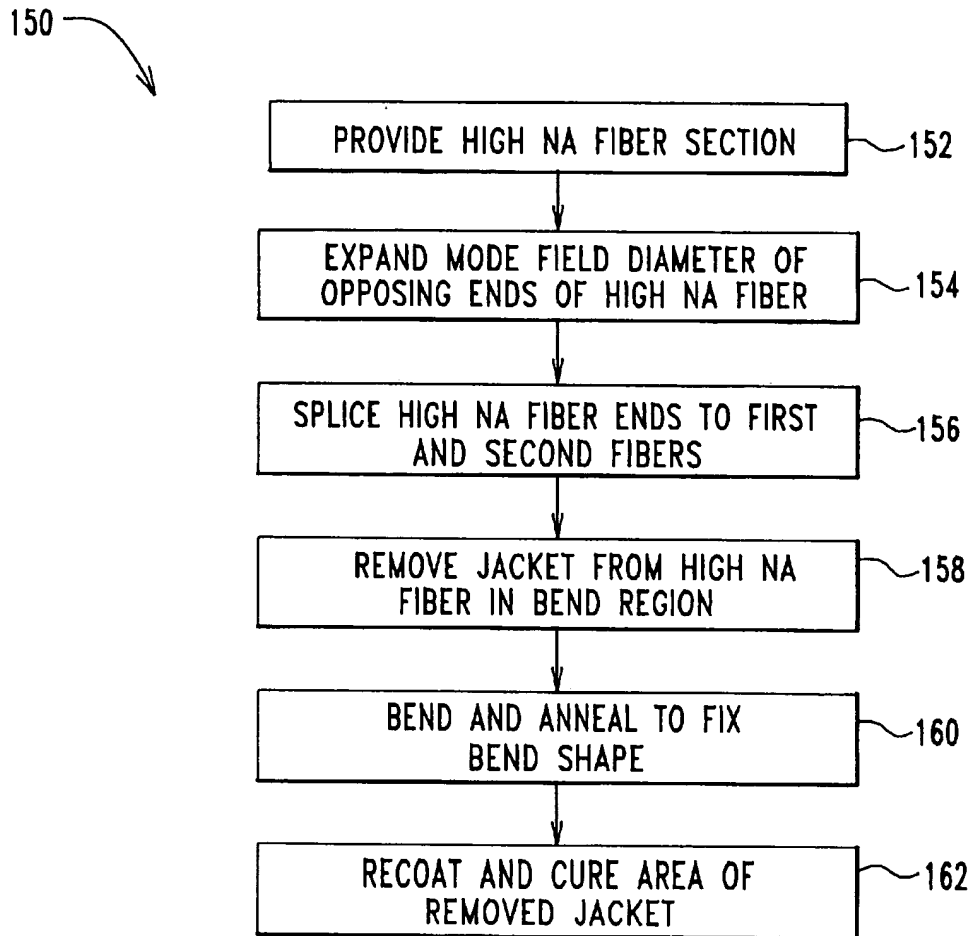 150
PROVIDE HIGH NA FIBER SECTION
152
EXPAND MODE FIELD DIAMETER OF
OPPOSING ENDS OF HIGH NA FIBER
154
SPLICE HIGH NA FIBER ENDS TO FIRST
AND SECOND FIBERS
156
REMOVE JACKET FROM HIGH NA
FIBER IN BEND REGION
158
BEND AND ANNEAL TO FIX
BEND SHAPE
160
RECOAT AND CURE AREA OF
REMOVED JACKET
162